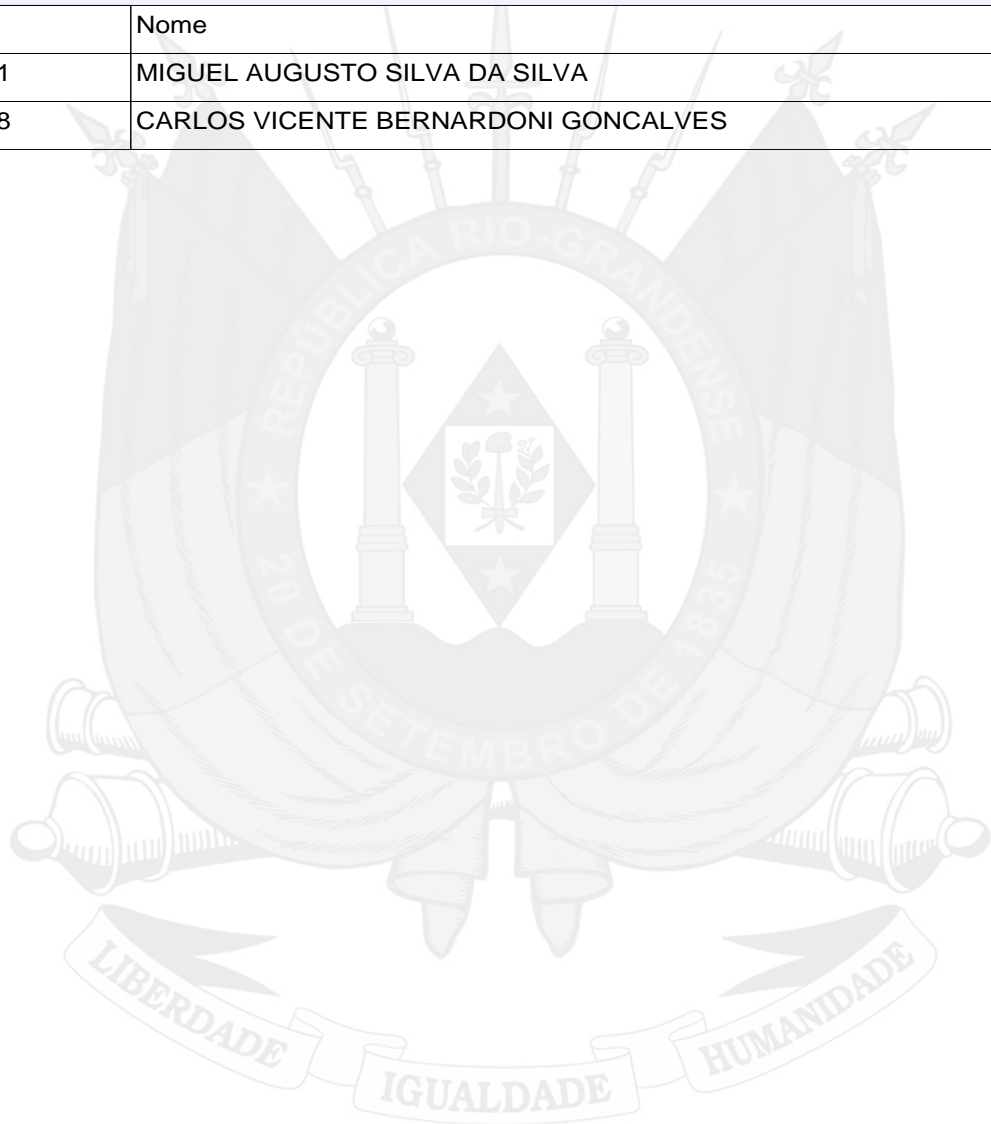 Nome
1 MIGUEL AUGUSTO SILVA DA SILVA
8 CARLOS VICENTE BERNARDONI GONCALVES
REPÚBLICA RIO-GRANDENSE
20 DE SETEMBRO DE 1835
LIBERDADE IGUALDADE HUMANIDADE